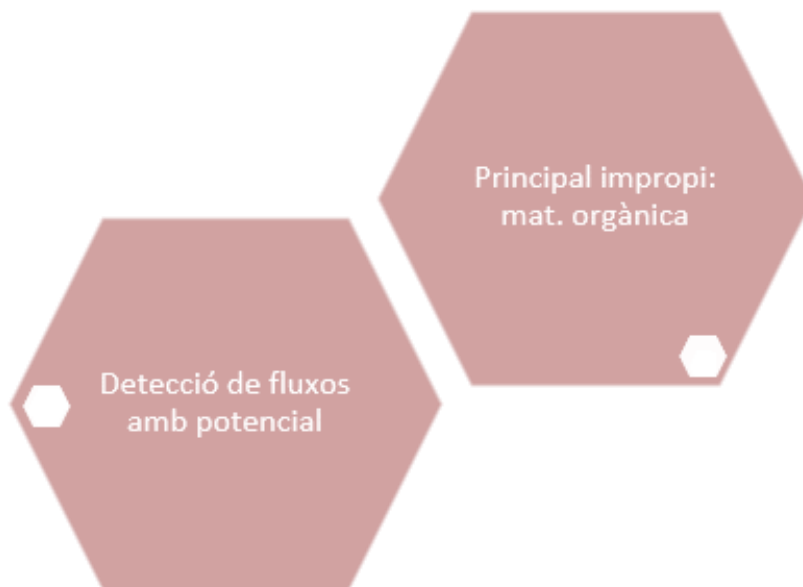 Principal impropi:
mat. orgànica
Detecció de fluxos
amb potencial